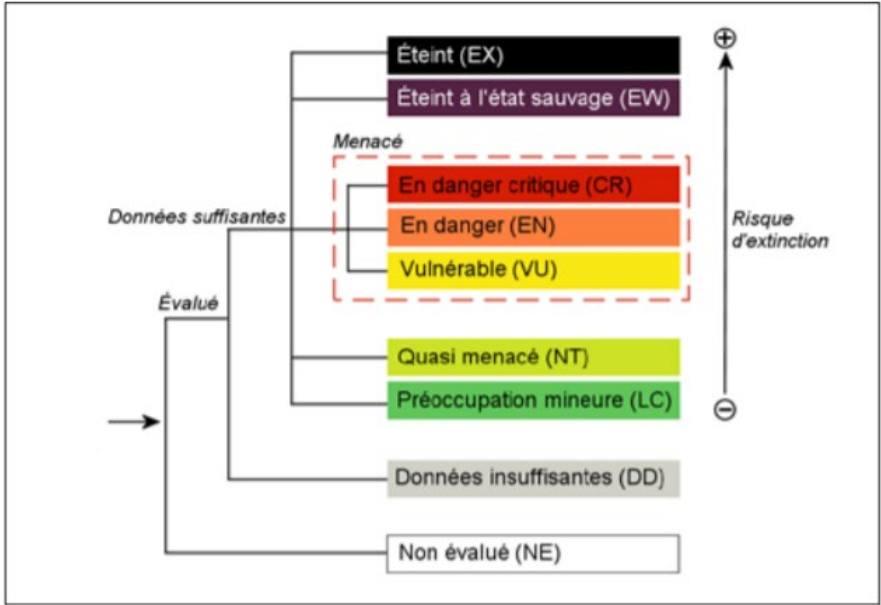 Éteint (EX)
Éteint à l'état sauvage (EW)
Menacé
En danger critique (CR)
Données suffisantes
En danger (EN)
Vulnérable (VU)
Risque
d'extinction
Évalué
Quasi menacé (NT)
Préoccupation mineure (LC)
Données insuffisantes (DD)
Non évalué (NE)